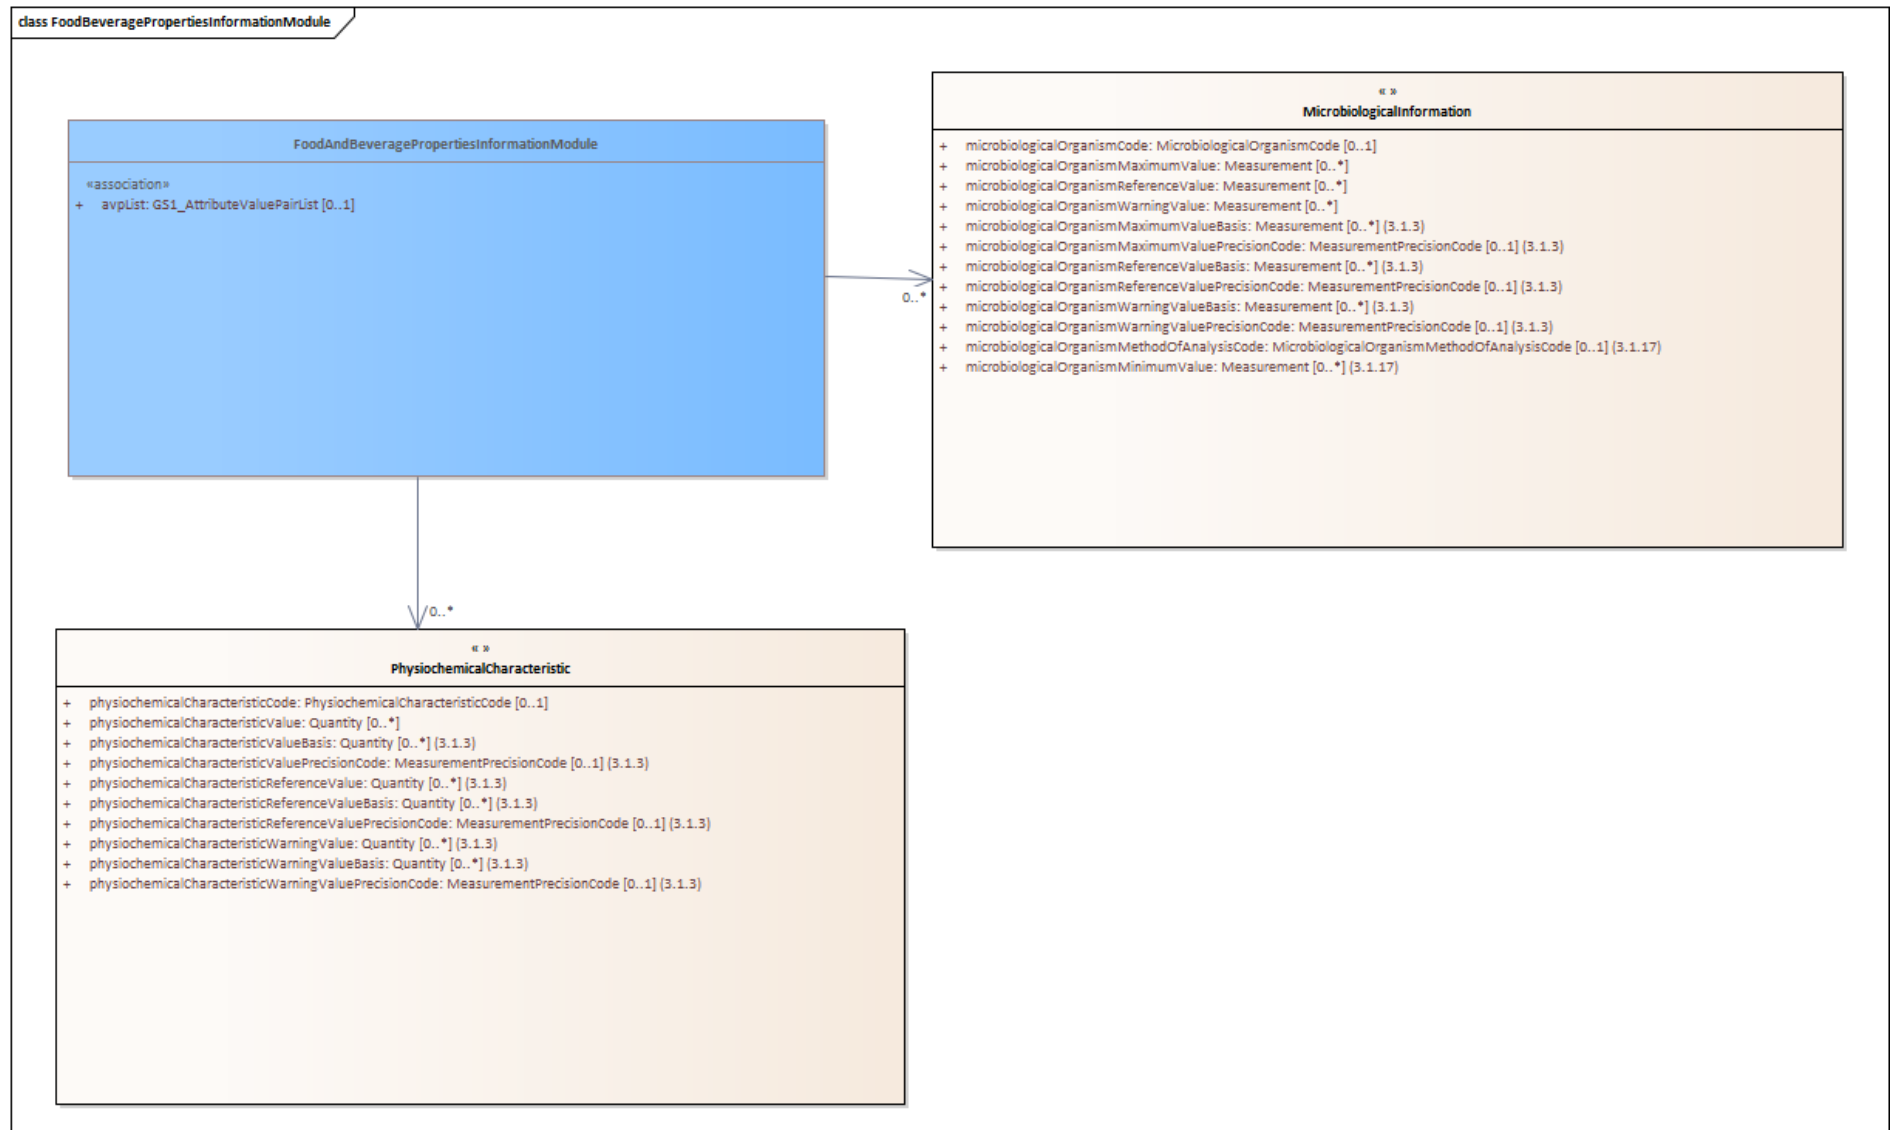 class FoodBeveragePropertiesInformationModule
FoodAndBeveragePropertiesInformationModule
«association»
+ avpList: GS1_AttributeValuePairList [0..1]
« »
MicrobiologicalInformation
+ microbiologicalOrganismCode: MicrobiologicalOrganismCode [0..1]
+ microbiologicalOrganismMaximumValue: Measurement [0..*]
+ microbiologicalOrganismReferenceValue: Measurement [0..*]
+ microbiologicalOrganismWarningValue: Measurement [0..*]
+ microbiologicalOrganismMaximumValueBasis: Measurement [0..*] (3.1.3)
+ microbiologicalOrganismMaximumValuePrecisionCode: MeasurementPrecisionCode [0..1] (3.1.3)
+ microbiologicalOrganismReferenceValueBasis: Measurement [0..*] (3.1.3)
+ microbiologicalOrganismReferenceValuePrecisionCode: MeasurementPrecisionCode [0..1] (3.1.3)
+ microbiologicalOrganismWarningValueBasis: Measurement [0..*] (3.1.3)
+ microbiologicalOrganismWarningValuePrecisionCode: MeasurementPrecisionCode [0..1] (3.1.3)
+ microbiologicalOrganismMethodOfAnalysisCode: MicrobiologicalOrganismMethodOfAnalysisCode [0..1] (3.1.17)
+ microbiologicalOrganismMinimumValue: Measurement [0..*] (3.1.17)
0..*
0..*
« »
PhysiochemicalCharacteristic
+ physiochemicalCharacteristicCode: PhysiochemicalCharacteristicCode [0..1]
+ physiochemicalCharacteristicValue: Quantity [0..*]
+ physiochemicalCharacteristicValueBasis: Quantity [0..*] (3.1.3)
+ physiochemicalCharacteristicValuePrecisionCode: MeasurementPrecisionCode [0..1] (3.1.3)
+ physiochemicalCharacteristicReferenceValue: Quantity [0..*] (3.1.3)
+ physiochemicalCharacteristicReferenceValueBasis: Quantity [0..*] (3.1.3)
+ physiochemicalCharacteristicReferenceValuePrecisionCode: MeasurementPrecisionCode [0..1] (3.1.3)
+ physiochemicalCharacteristicWarningValue: Quantity [0..*] (3.1.3)
+ physiochemicalCharacteristicWarningValueBasis: Quantity [0..*] (3.1.3)
+ physiochemicalCharacteristicWarningValuePrecisionCode: MeasurementPrecisionCode [0..1] (3.1.3)